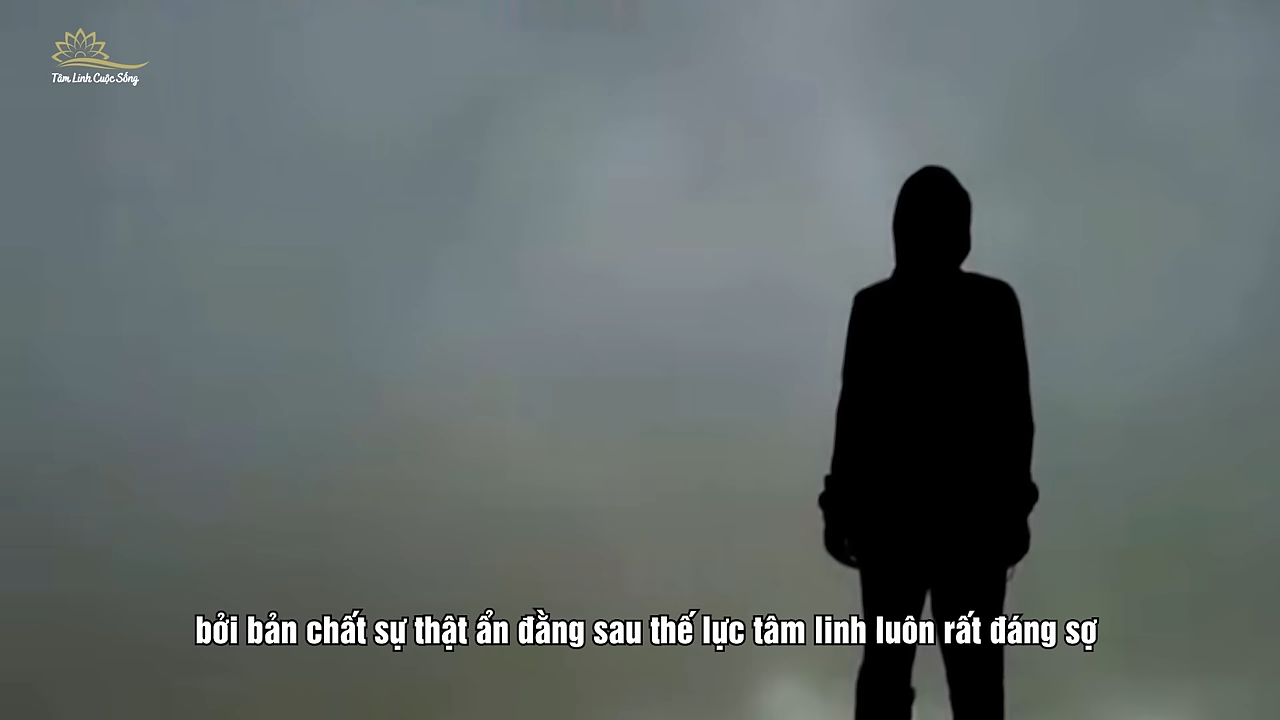 Tâm Linh Cuộc Sống
bởi bản chất sự thật ẩn đằng sau thế lực tâm linh luôn rất đáng sợ